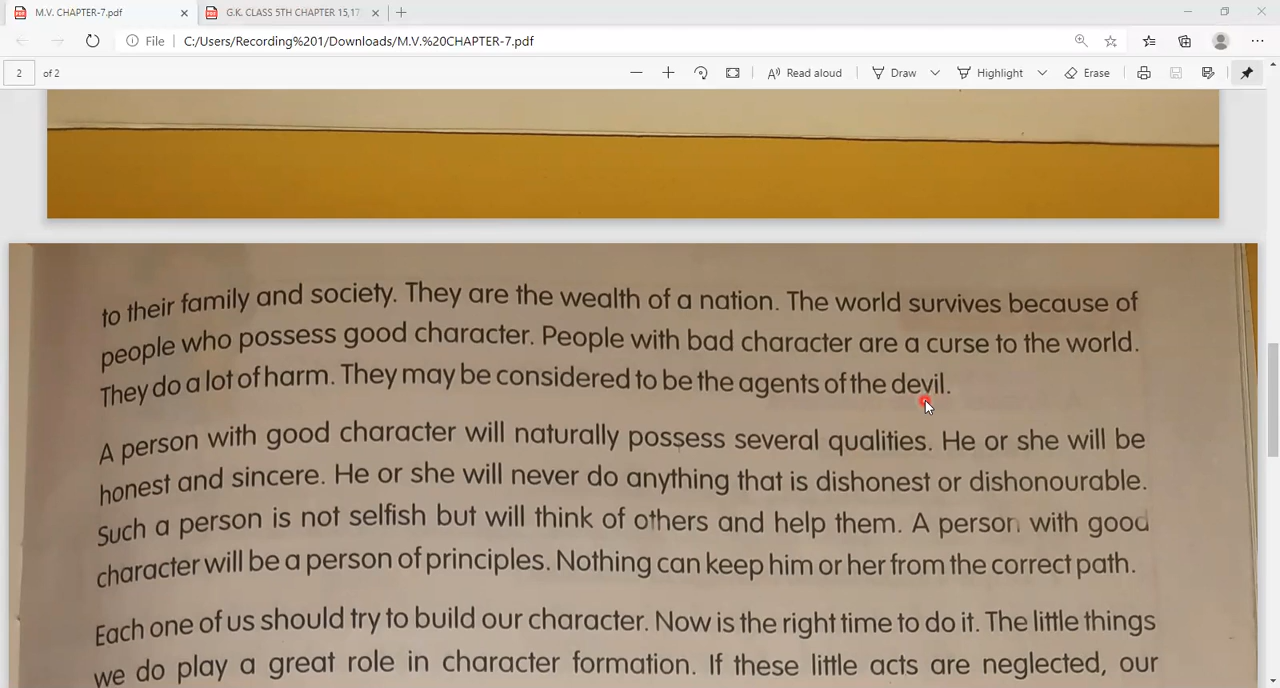 M.V. CHAPTER-7.pdf
G.K. CLASS 5TH CHAPTER 15,17
File C:/Users/Recording%201/Downloads/M.V.%20CHAPTER-7.pdf
2 of 2 Read aloud Draw Highlight Erase
to their family and society. They are the wealth of a nation. The world survives because of
people who possess good character. People with bad character are a curse to the world.
They do a lot of harm. They may be considered to be the agents of the devil.
A person with good character will naturally possess several qualities. He or she will be
honest and sincere. He or she will never do anything that is dishonest or dishonourable.
Such a person is not selfish but will think of others and help them. A person with good
character will be a person of principles. Nothing can keep him or her from the correct path.
Each one of us should try to build our character. Now is the right time to do it. The little things
we do play a great role in character formation. If these little acts are neglected, our